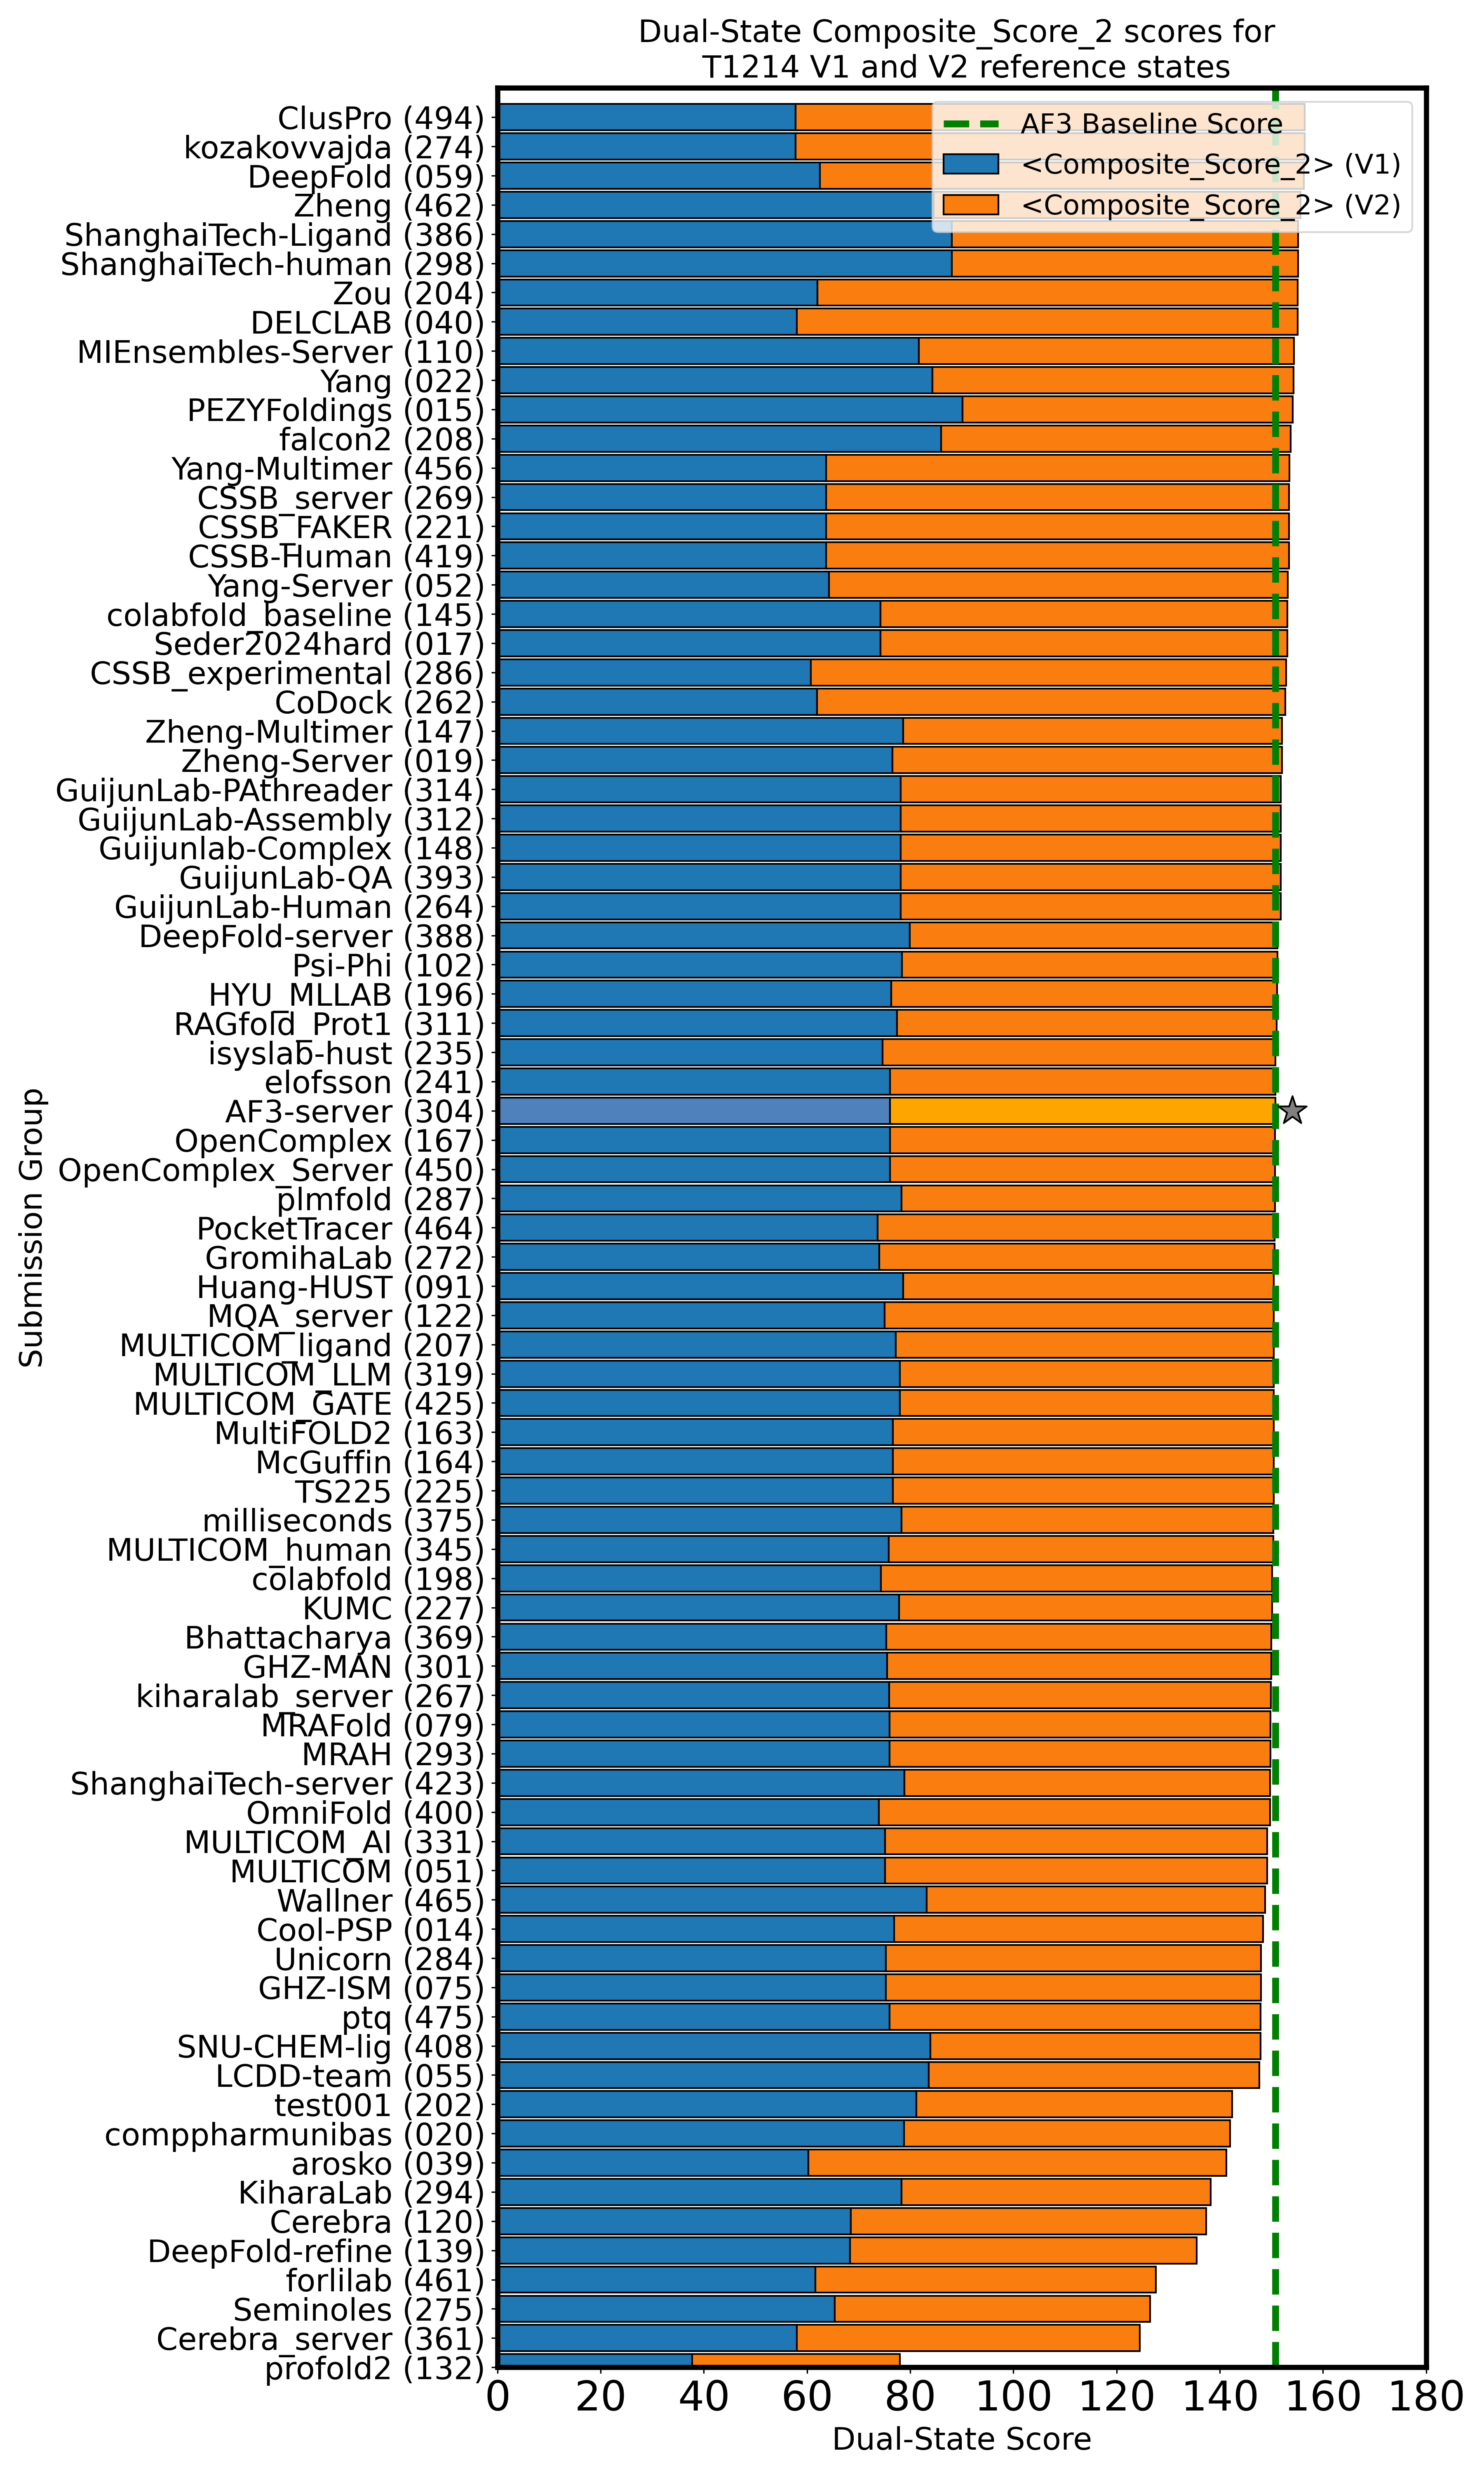 Dual-State Composite_Score_2 scores for
T1214 V1 and V2 reference states
AF3 Baseline Score
<Composite_Score_2> (V1)
<Composite_Score_2> (V2)
Submission Group
ClusPro (494)
kozakovvajda (274)
DeepFold (059)
Zheng (462)
ShanghaiTech-Ligand (386)
ShanghaiTech-human (298)
Zou (204)
DELCLAB (040)
MIEnsembles-Server (110)
Yang (022)
PEZYFoldings (015)
falcon2 (208)
Yang-Multimer (456)
CSSB_server (269)
CSSB_FAKER (221)
CSSB-Human (419)
Yang-Server (052)
colabfold_baseline (145)
Seder2024hard (017)
CSSB_experimental (286)
CoDock (262)
Zheng-Multimer (147)
Zheng-Server (019)
GuijunLab-PAthreader (314)
GuijunLab-Assembly (312)
Guijunlab-Complex (148)
GuijunLab-QA (393)
GuijunLab-Human (264)
DeepFold-server (388)
Psi-Phi (102)
HYU_MLLAB (196)
RAGfold_Prot1 (311)
isyslab-hust (235)
elofsson (241)
AF3-server (304)
OpenComplex (167)
OpenComplex_Server (450)
plmfold (287)
PocketTracer (464)
GromihaLab (272)
Huang-HUST (091)
MQA_server (122)
MULTICOM_ligand (207)
MULTICOM_LLM (319)
MULTICOM_GATE (425)
MultiFOLD2 (163)
McGuffin (164)
TS225 (225)
milliseconds (375)
MULTICOM_human (345)
colabfold (198)
KUMC (227)
Bhattacharya (369)
GHZ-MAN (301)
kiharalab_server (267)
MRAFold (079)
MRAH (293)
ShanghaiTech-server (423)
OmniFold (400)
MULTICOM_AI (331)
MULTICOM (051)
Wallner (465)
Cool-PSP (014)
Unicorn (284)
GHZ-ISM (075)
ptq (475)
SNU-CHEM-lig (408)
LCDD-team (055)
test001 (202)
comppharmunibas (020)
arosko (039)
KiharaLab (294)
Cerebra (120)
DeepFold-refine (139)
forlilab (461)
Seminoles (275)
Cerebra_server (361)
profold2 (132)
0 20 40 60 80 100 120 140 160 180
Dual-State Score